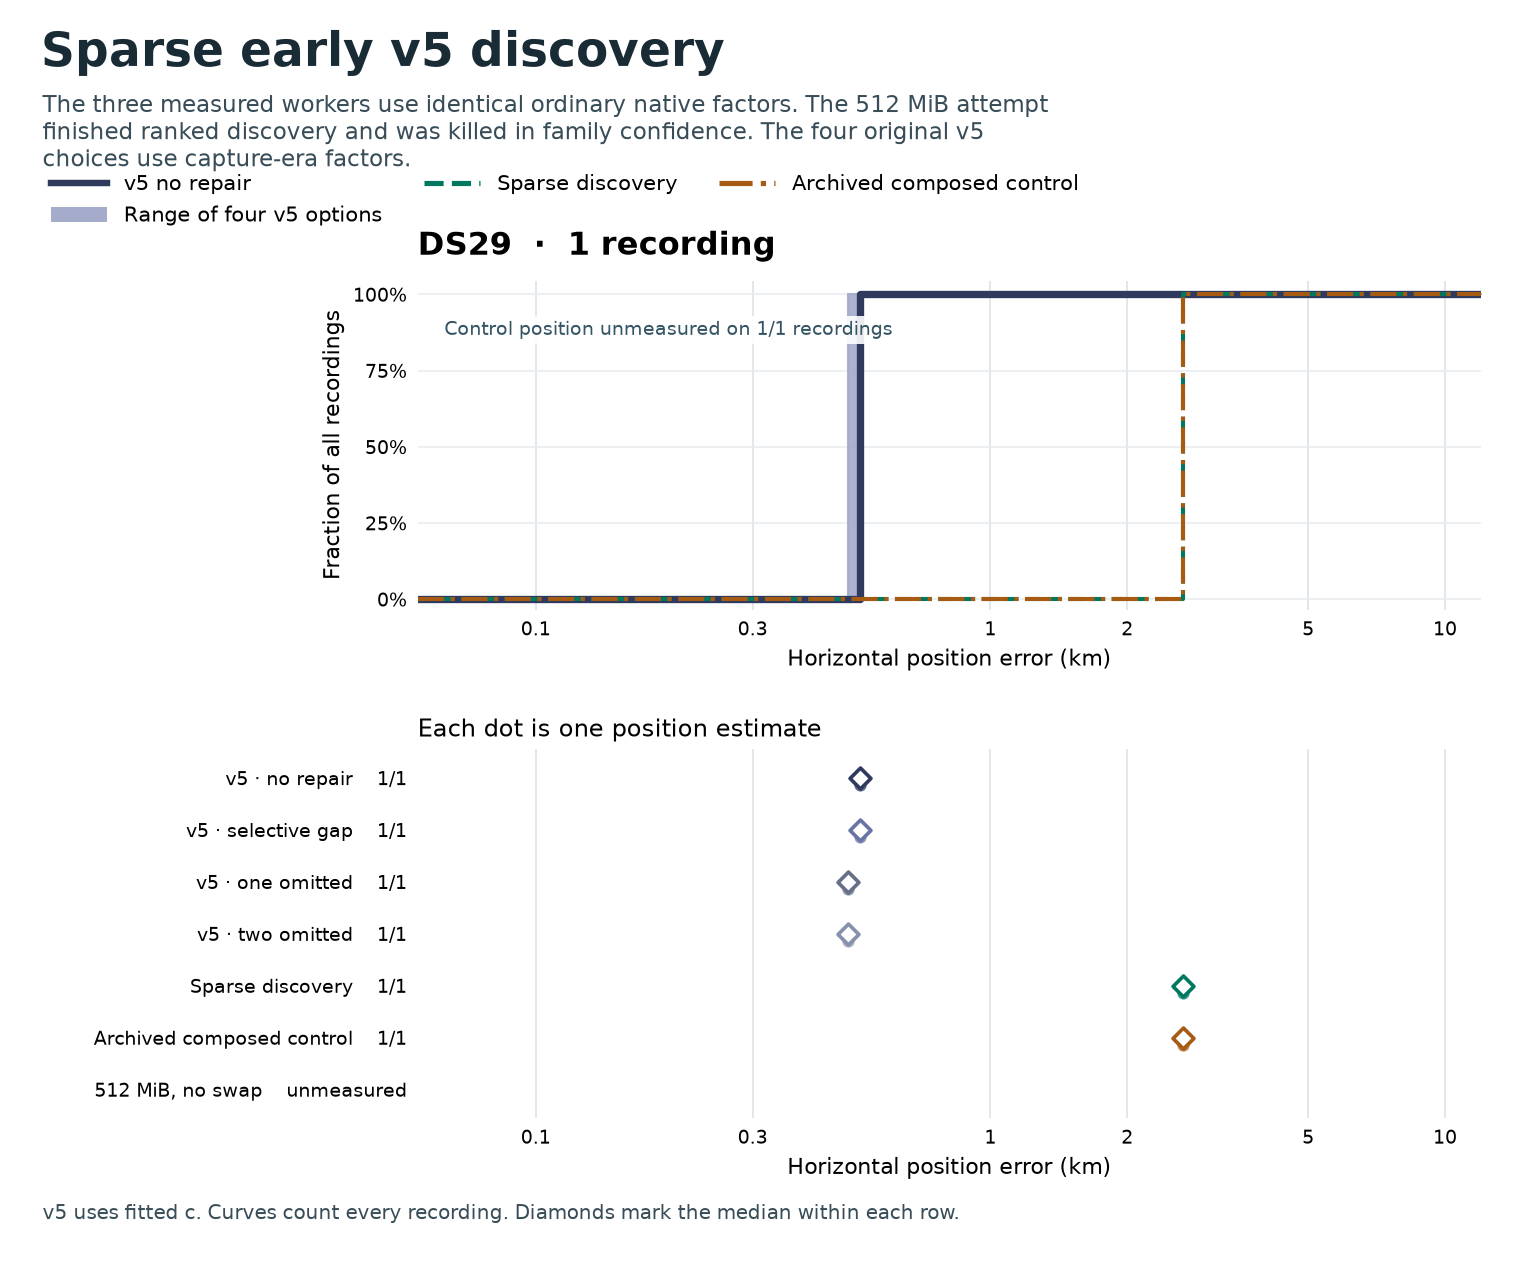 Sparse early v5 discovery
The three measured workers use identical ordinary native factors. The 512 MiB attempt
finished ranked discovery and was killed in family confidence. The four original v5
choices use capture-era factors.
v5 no repair
Sparse discovery
Archived composed control
Range of four v5 options
DS29 · 1 recording
100%
Control position unmeasured on 1/1 recordings
75%
50%
25%
0%
Fraction of all recordings
0.1 0.3 1 2 5 10
Horizontal position error (km)
Each dot is one position estimate
v5 · no repair 1/1
v5 · selective gap 1/1
v5 · one omitted 1/1
v5 · two omitted 1/1
Sparse discovery 1/1
Archived composed control 1/1
512 MiB, no swap unmeasured
0.1 0.3 1 2 5 10
Horizontal position error (km)
v5 uses fitted c. Curves count every recording. Diamonds mark the median within each row.